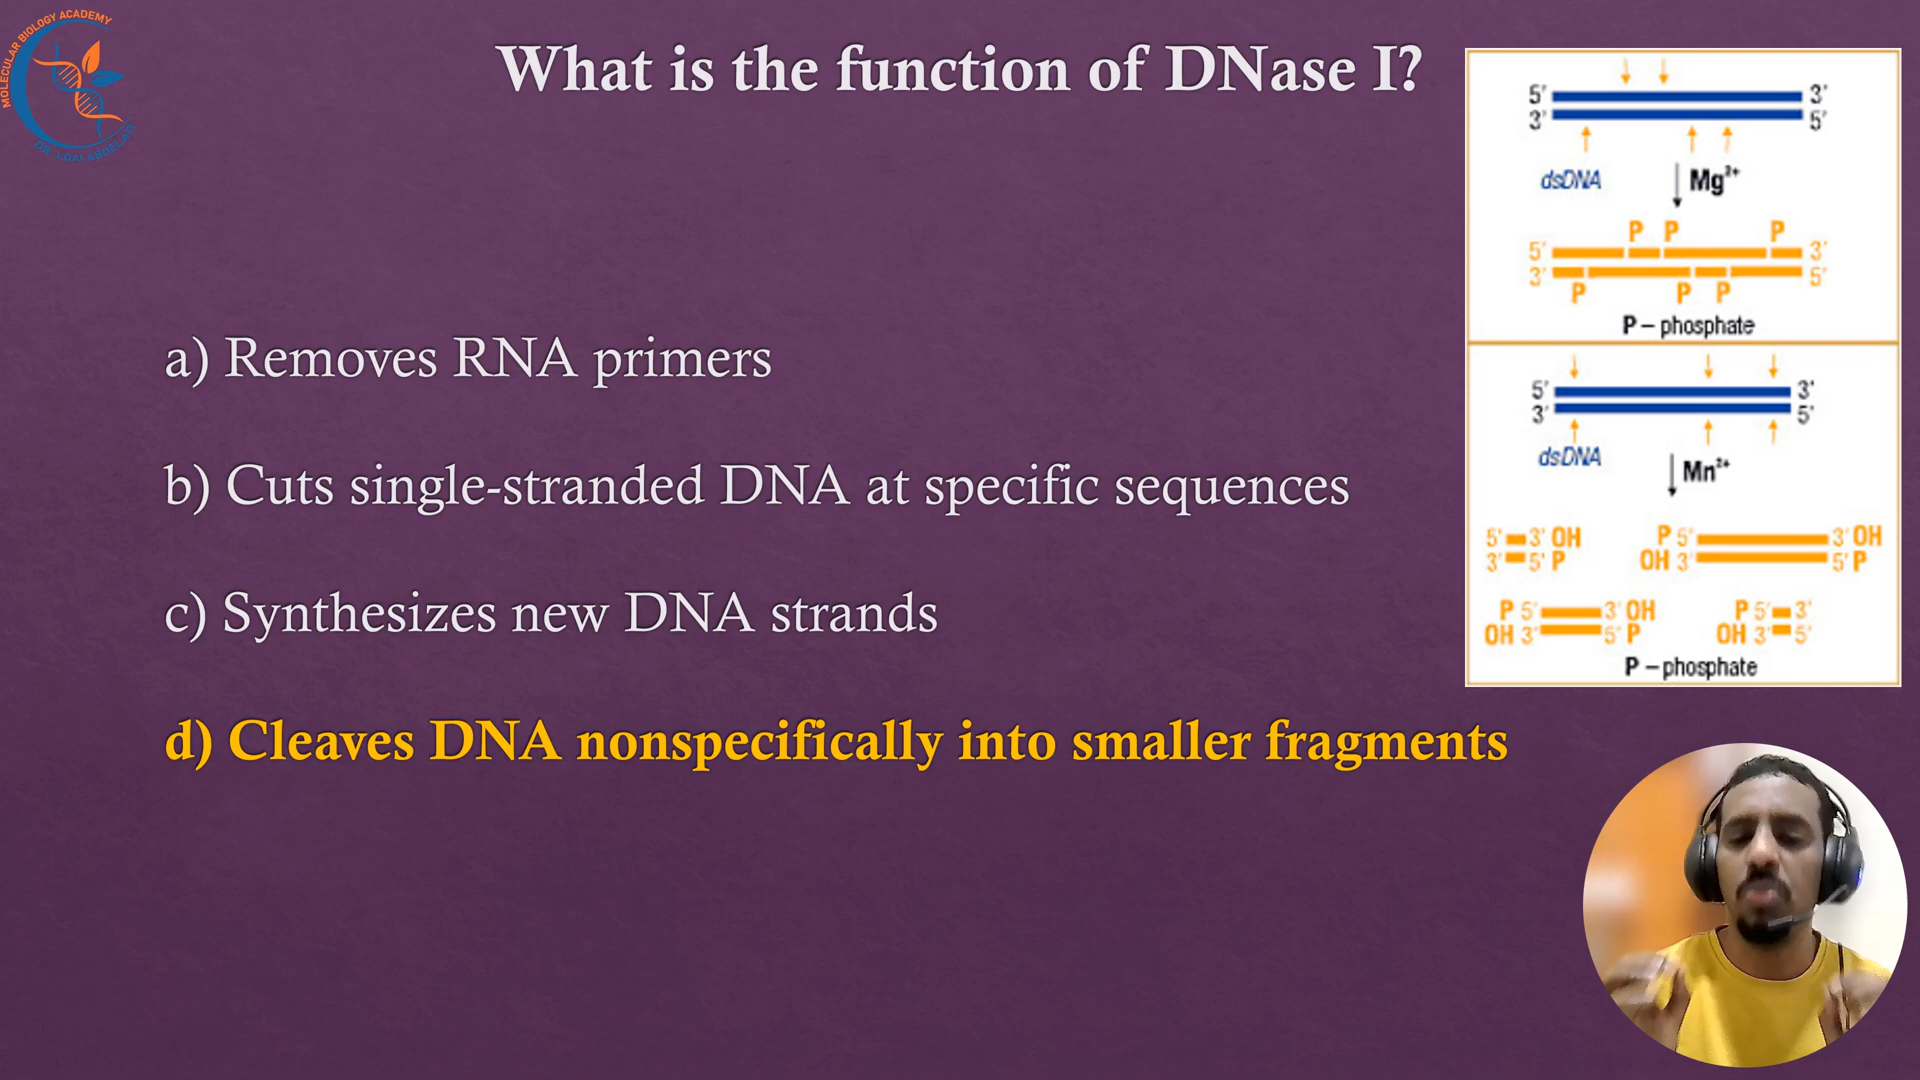 MOLECULAR BIOLOGY ACADEMY
DR. LOAI ABOELATI
What is the function of DNase I?
a) Removes RNA primers
b) Cuts single-stranded DNA at specific sequences
c) Synthesizes new DNA strands
d) Cleaves DNA nonspecifically into smaller fragments
5' 3'
3' 5'
dsDNA Mg²⁺
P P P
5' 3'
3' 5'
P P P
P – phosphate
5' 3'
3' 5'
dsDNA Mn²⁺
5' 3' OH P 5' 3' OH
3' 5' P OH 3' 5' P
P 5' 3' OH P 5' 3'
OH 3' 5' P OH 3' 5'
P – phosphate